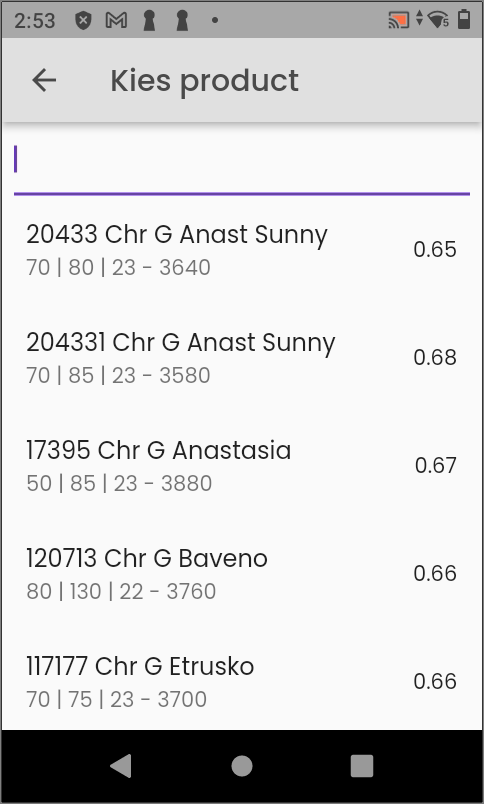 2:53
Kies product
20433 Chr G Anast Sunny
0.65
70 | 80 | 23 - 3640
204331 Chr G Anast Sunny
0.68
70 | 85 | 23 - 3580
17395 Chr G Anastasia
0.67
50 | 85 | 23 - 3880
120713 Chr G Baveno
0.66
80 | 130 | 22 - 3760
117177 Chr G Etrusko
0.66
70 | 75 | 23 - 3700